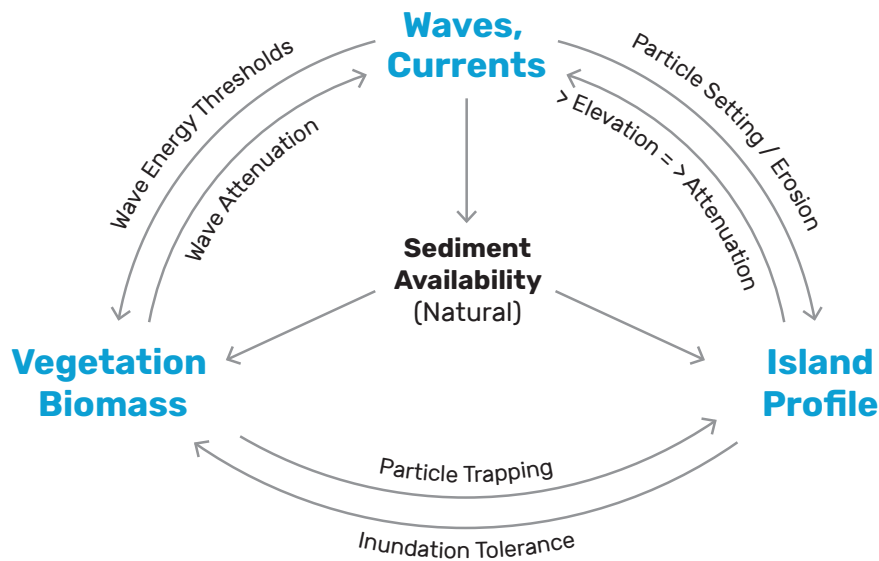 Waves,
Currents
Wave Energy Thresholds
Wave Attenuation
Particle Setting / Erosion
> Elevation = > Attenuation
Sediment
Availability
(Natural)
Vegetation
Biomass
Island
Profile
Particle Trapping
Inundation Tolerance